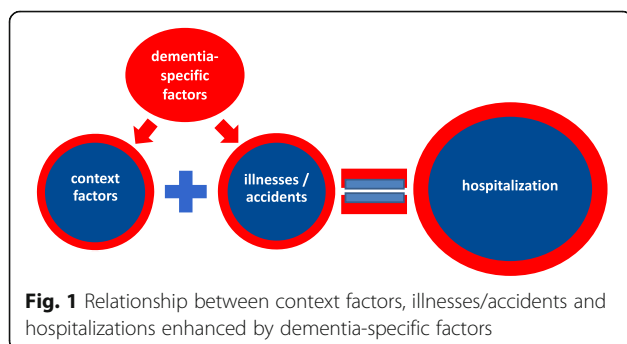 dementia-
specific
factors
context
factors
illnesses /
accidents
hospitalization
Fig. 1 Relationship between context factors, illnesses/accidents and
hospitalizations enhanced by dementia-specific factors